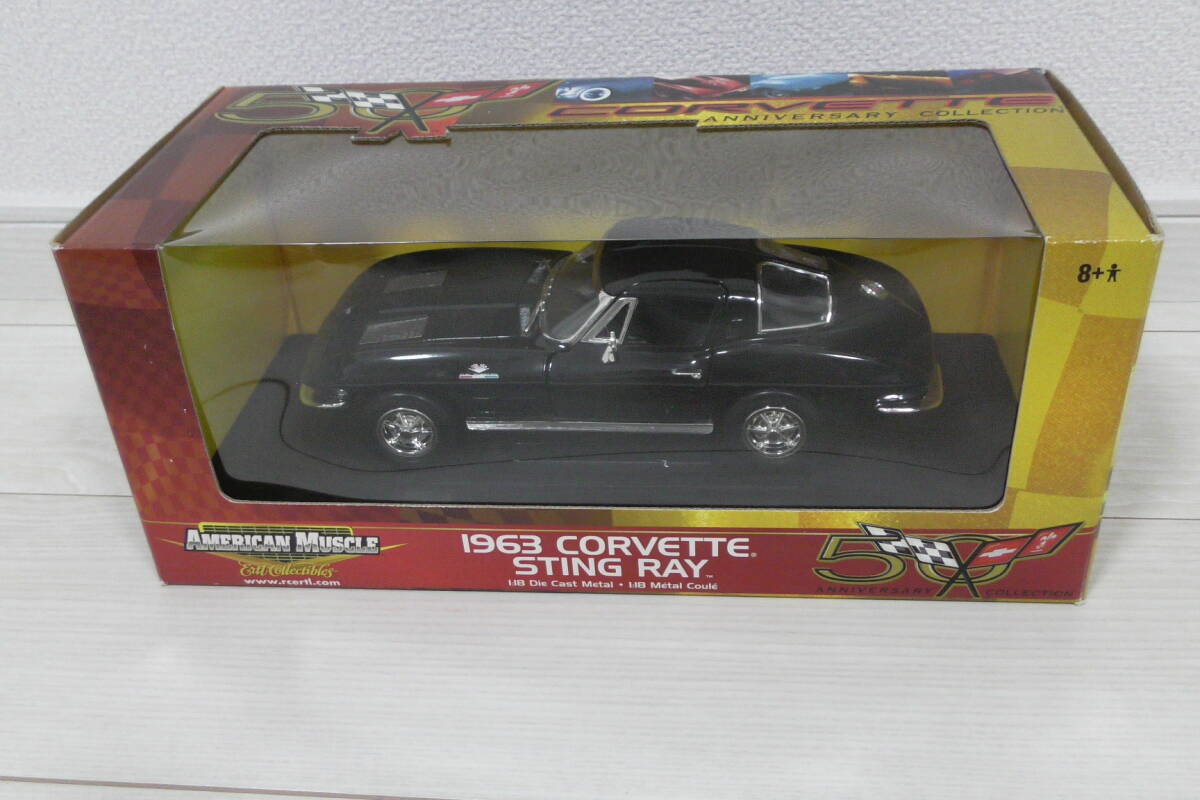 50
CORVETTE
ANNIVERSARY COLLECTION
8+
AMERICAN MUSCLE
Ertl Collectibles
www.rcertl.com
1963 CORVETTE®
STING RAY™
1:18 Die Cast Metal • 1:18 Métal Coulé
50
ANNIVERSARY COLLECTION